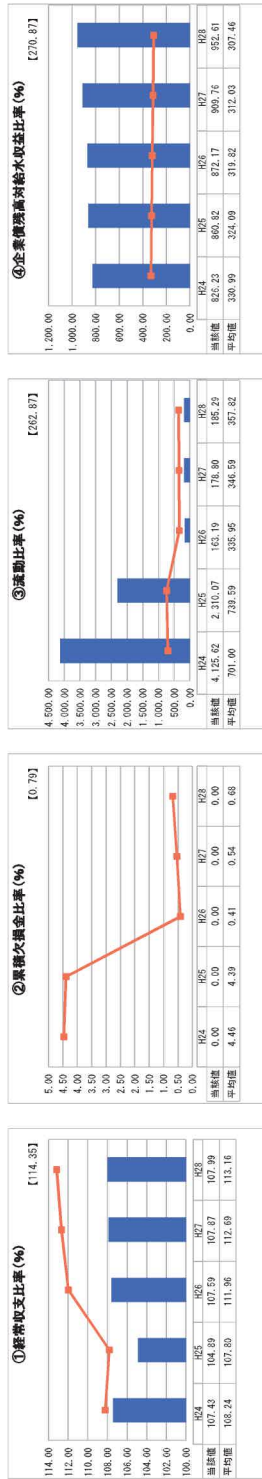 ①経常収支比率(%)
【114.35】
114.00
112.00
110.00
108.00
106.00
104.00
102.00
100.00
H24 H25 H26 H27 H28
当該値 107.43 104.89 107.59 107.87 107.99
平均値 108.24 107.80 111.96 112.69 113.16
②累積欠損金比率(%)
【0.79】
5.00
4.50
4.00
3.50
3.00
2.50
2.00
1.50
1.00
0.50
0.00
H24 H25 H26 H27 H28
当該値 0.00 0.00 0.00 0.00 0.00
平均値 4.46 4.39 0.41 0.54 0.68
③流動比率(%)
【262.87】
4,500.00
4,000.00
3,500.00
3,000.00
2,500.00
2,000.00
1,500.00
1,000.00
500.00
0.00
H24 H25 H26 H27 H28
当該値 4,125.62 2,310.07 163.19 178.80 185.29
平均値 701.00 739.59 335.95 346.59 357.82
④企業債残高対給水収益比率(%)
【270.87】
1,200.00
1,000.00
800.00
600.00
400.00
200.00
0.00
H24 H25 H26 H27 H28
当該値 826.23 860.82 872.17 909.76 952.61
平均値 330.99 324.09 319.82 312.03 307.46